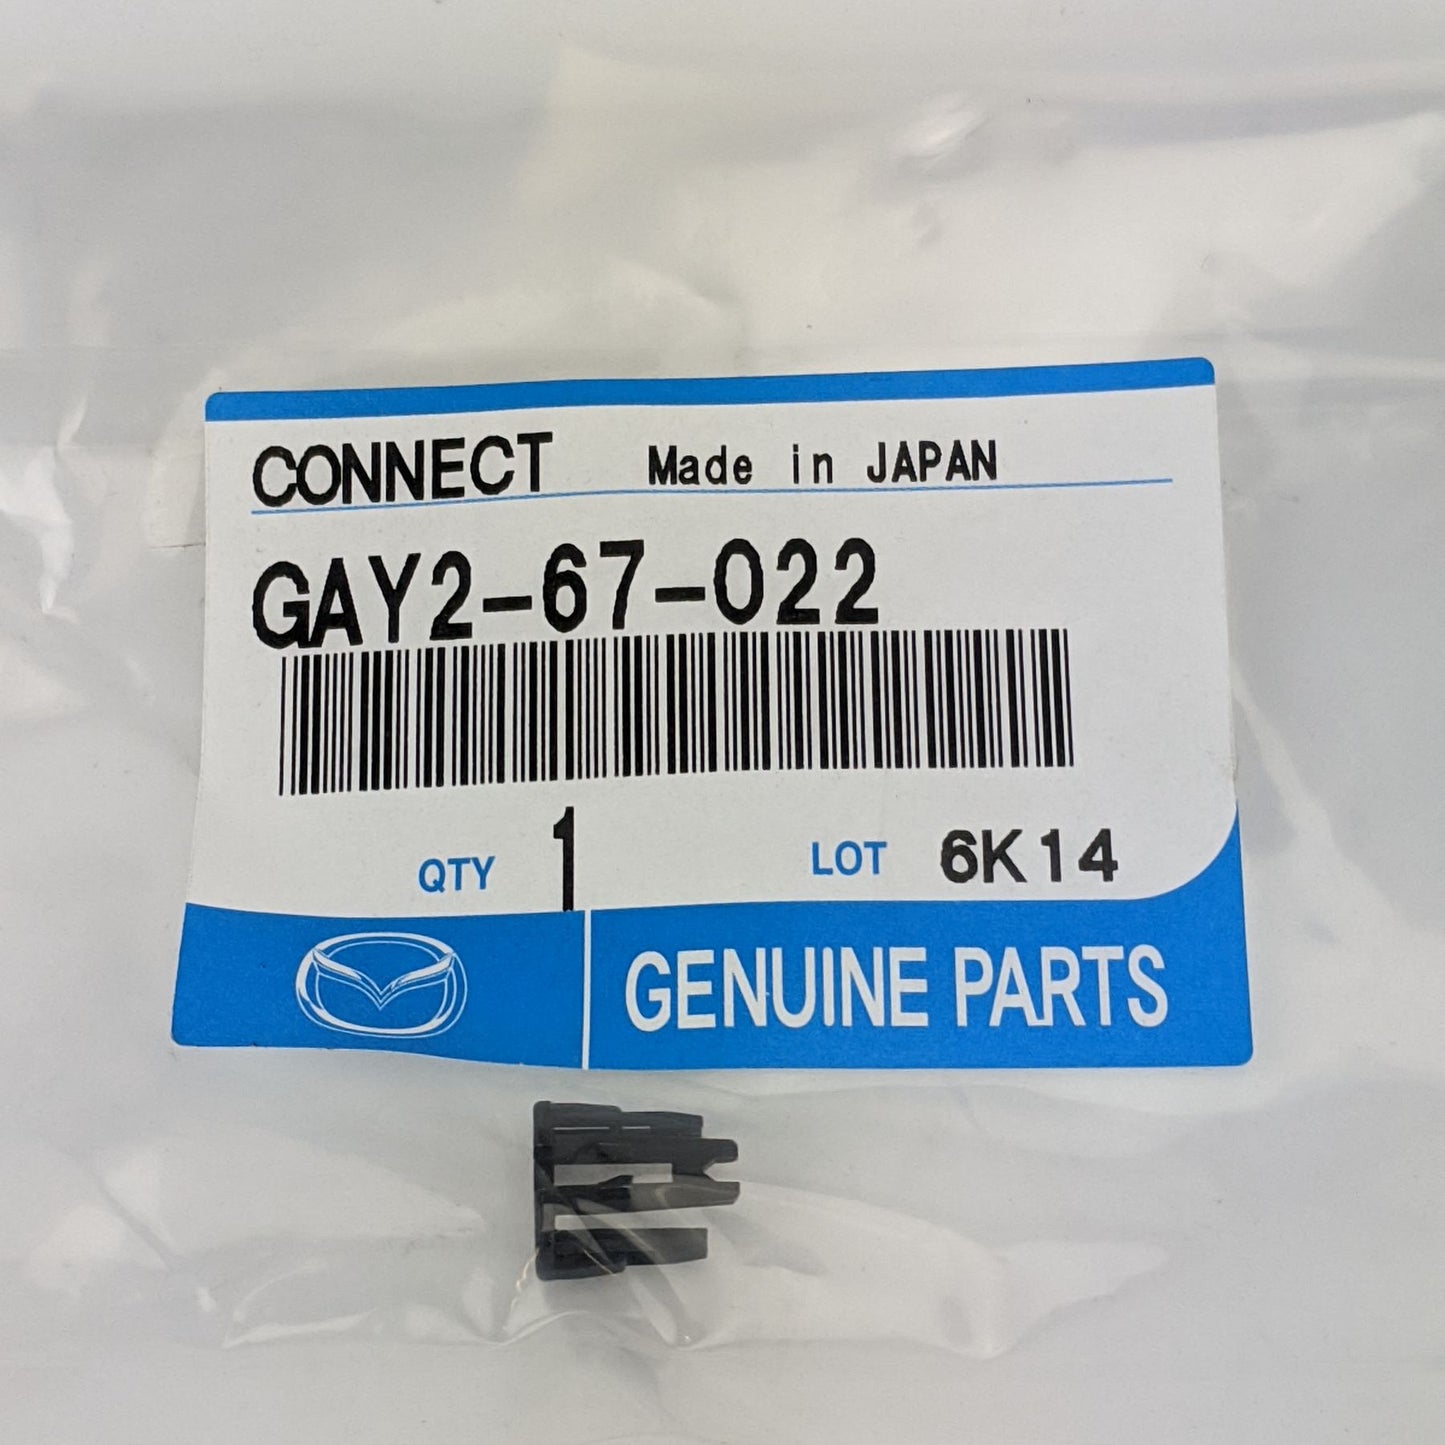 CONNECT Made in JAPAN
GAY2-67-022
QTY 1 LOT 6K14
GENUINE PARTS